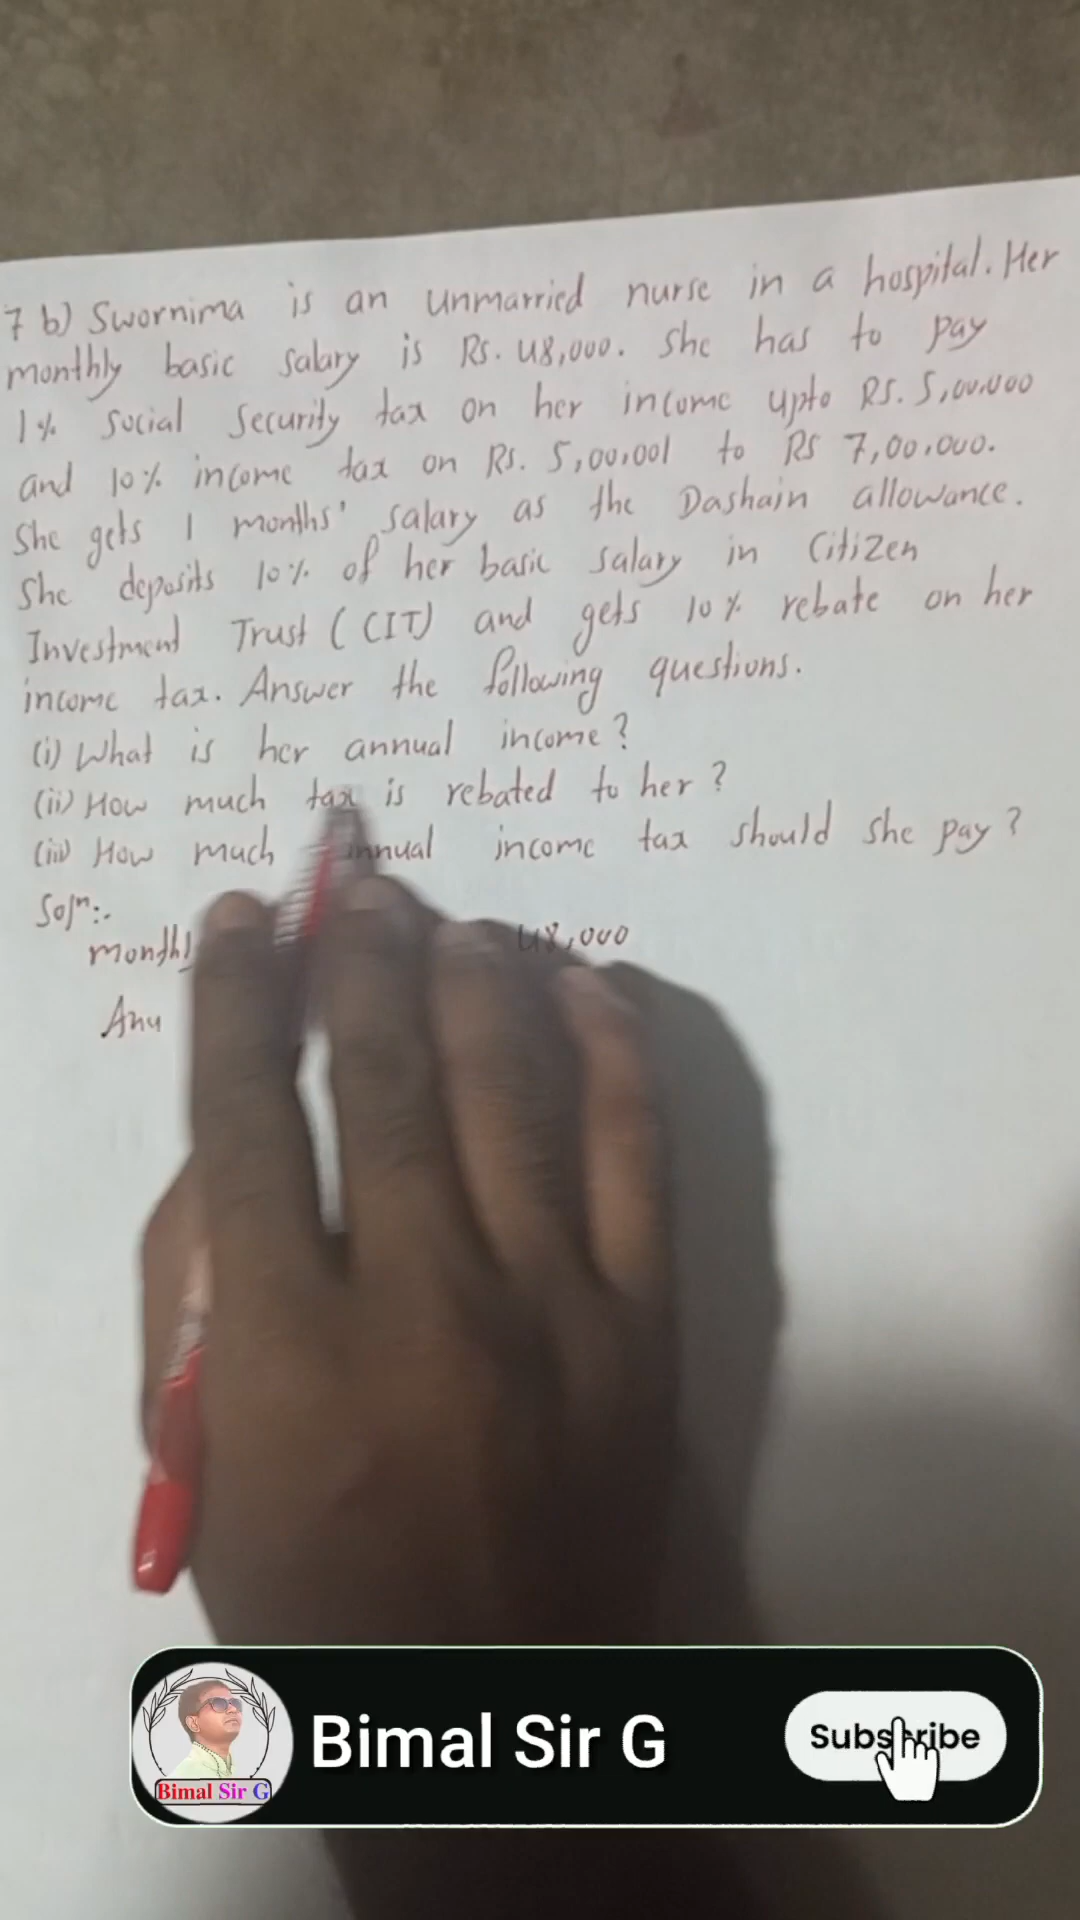 7 b) Swornima is an unmarried nurse in a hospital. Her
monthly basic salary is Rs. 48,000. She has to pay
1% Social Security tax on her income upto Rs. 5,00,000
and 10% income tax on Rs. 5,00,001 to Rs 7,00,000.
She gets 1 months' salary as the Dashain allowance.
She deposits 10% of her basic salary in Citizen
Investment Trust (CIT) and gets 10% rebate on her
income tax. Answer the following questions.
(i) What is her annual income?
(ii) How much tax is rebated to her?
(iii) How much annual income tax should she pay?
Soln:-
monthly 48,000
Anu
Bimal Sir G
Bimal Sir G
Subscribe